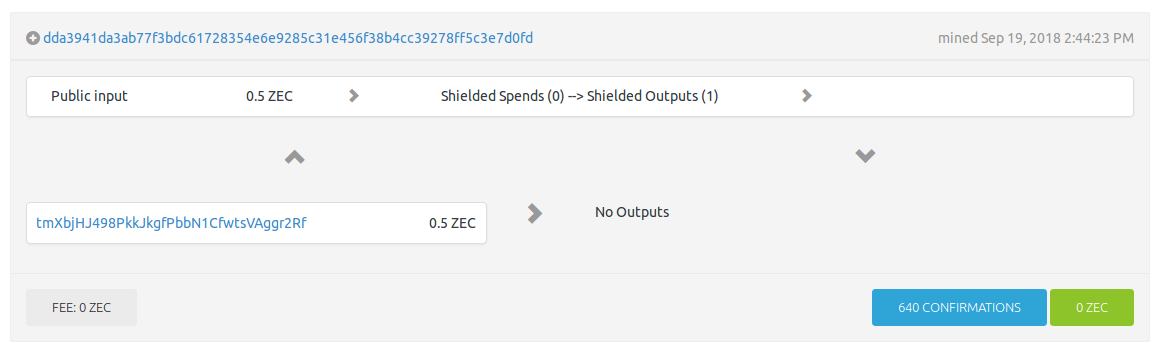 dda3941da3ab77f3bdc61728354e6e9285c31e456f38b4cc39278ff5c3e7d0fd mined Sep 19, 2018 2:44:23 PM
Public input 0.5 ZEC Shielded Spends (0) --> Shielded Outputs (1)
tmXbjHJ498PkkJkgfPbbN1CfwtsVAggr2Rf 0.5 ZEC No Outputs
FEE: 0 ZEC 640 CONFIRMATIONS 0 ZEC